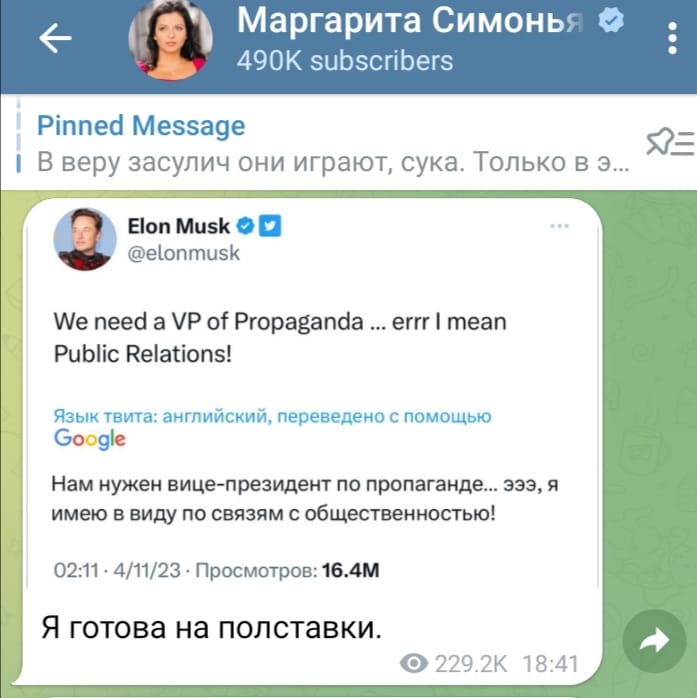 Маргарита Симонья
490K subscribers
Pinned Message
В веру засулич они играют, сука. Только в э...
Elon Musk
@elonmusk
We need a VP of Propaganda ... errr I mean
Public Relations!
Язык твита: английский, переведено с помощью
Google
Нам нужен вице-президент по пропаганде... эээ, я
имею в виду по связям с общественностью!
02:11 · 4/11/23 · Просмотров: 16.4M
Я готова на полставки.
229.2K 18:41